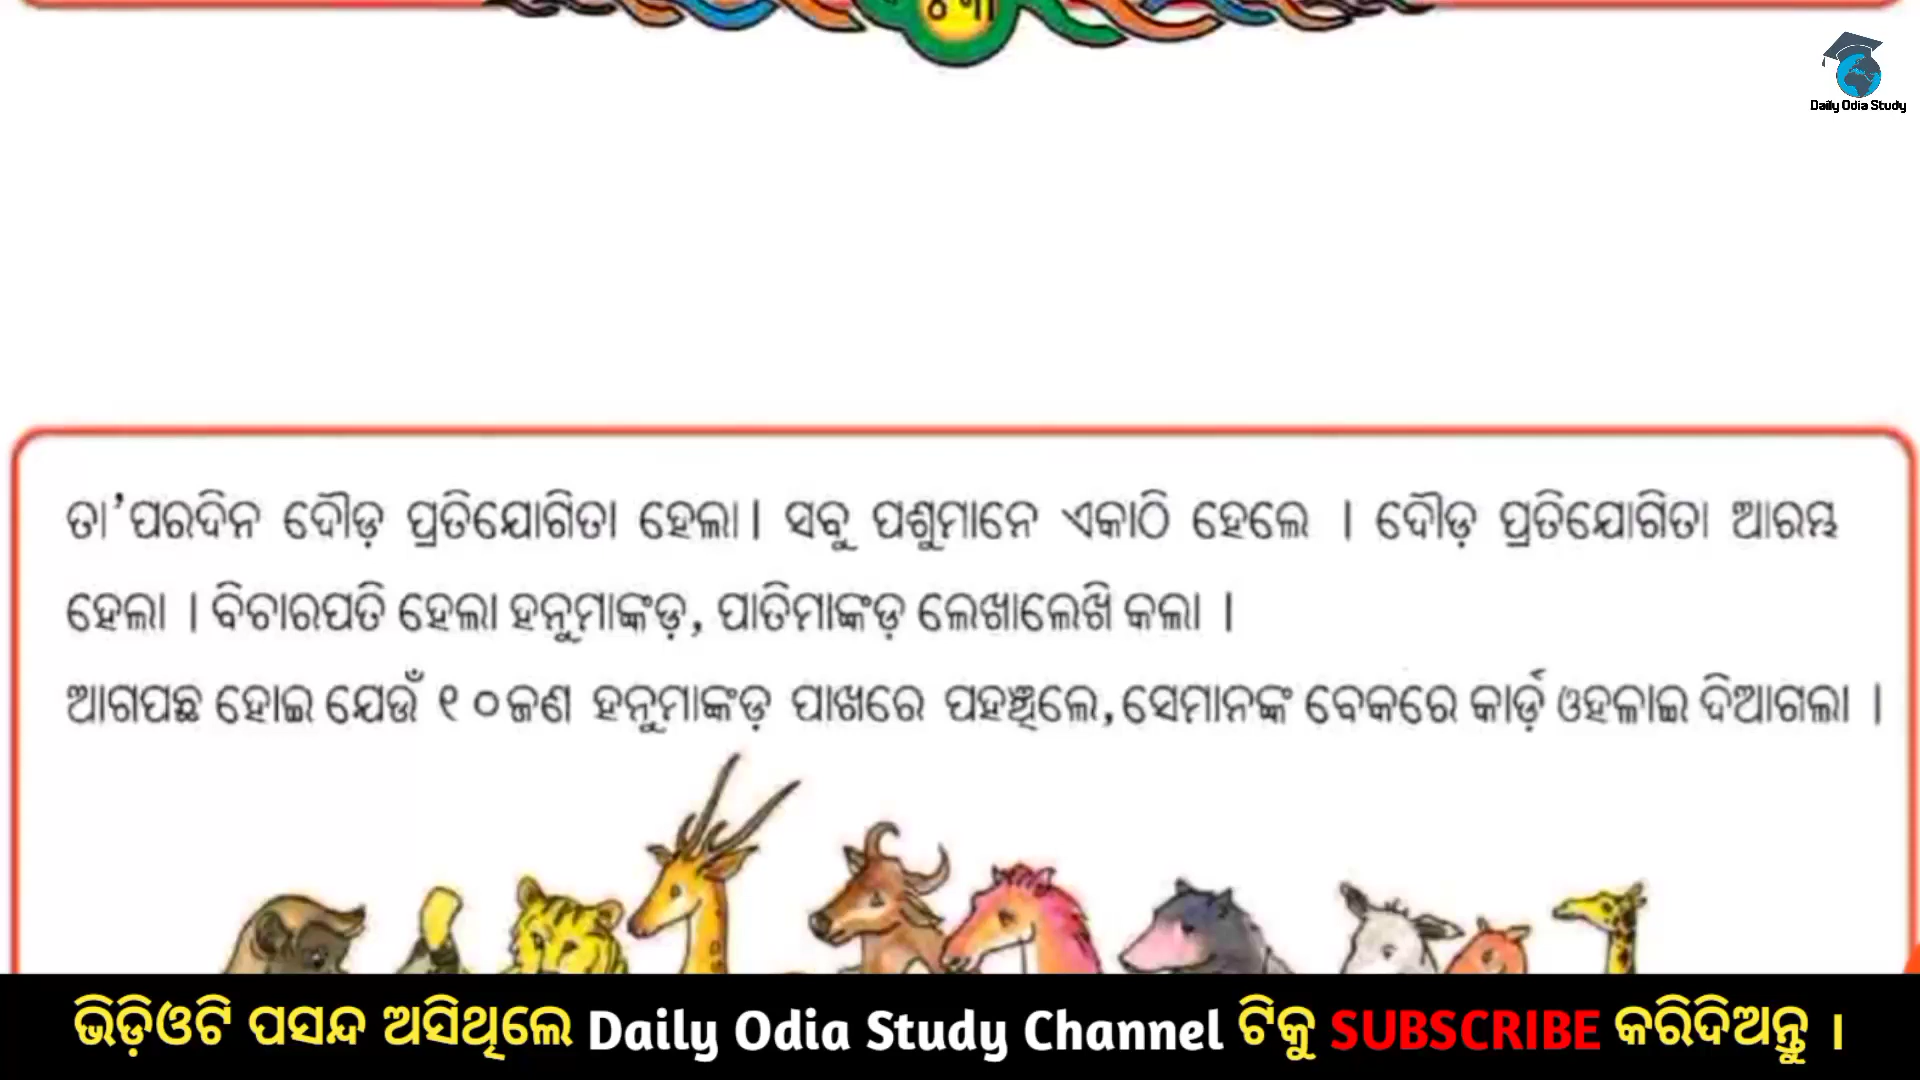 Daily Odia Study
ତା’ପରଦିନ ଦୌଡ଼ ପ୍ରତିଯୋଗିତା ହେଲା। ସବୁ ପଶୁମାନେ ଏକାଠି ହେଲେ । ଦୌଡ଼ ପ୍ରତିଯୋଗିତା ଆରମ୍ଭ
ହେଲା । ବିଚାରପତି ହେଲା ହନୁମାଙ୍କଡ଼, ପାତିମାଙ୍କଡ଼ ଲେଖାଲେଖି କଲା ।
ଆଗପଛ ହୋଇ ଯେଉଁ ୧୦ଜଣ ହନୁମାଙ୍କଡ଼ ପାଖରେ ପହଞ୍ଚିଲେ, ସେମାନଙ୍କ ବେକରେ କାର୍ଡ଼ ଓହଳାଇ ଦିଆଗଲା ।
ଭିଡ଼ିଓଟି ପସନ୍ଦ ଅସିଥିଲେ Daily Odia Study Channel ଟିକୁ SUBSCRIBE କରିଦିଅନ୍ତୁ ।